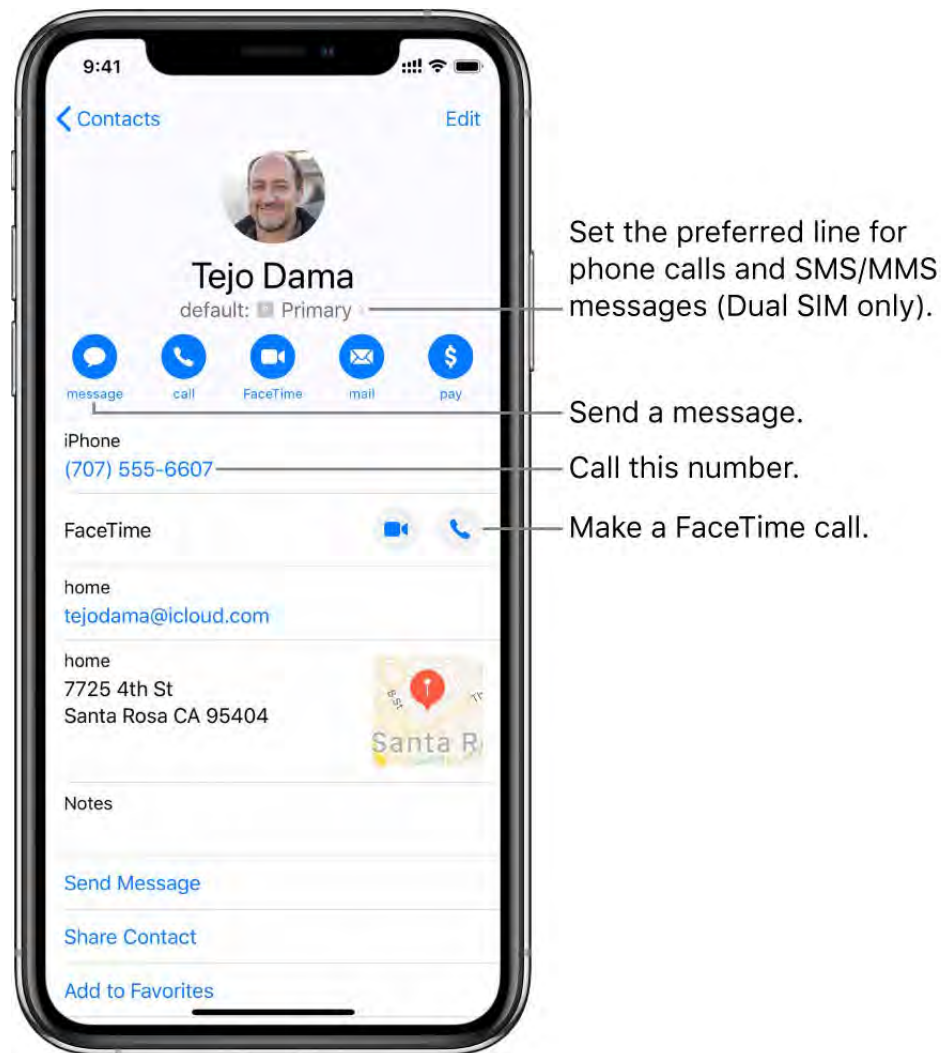 9:41
Contacts
Edit
Tejo Dama
default: P Primary
$
message
call
FaceTime
mail
pay
iPhone
(707) 555-6607
FaceTime
home
tejodama@icloud.com
home
7725 4th St
Santa Rosa CA 95404
B St
Th
Santa R
Notes
Send Message
Share Contact
Add to Favorites
Set the preferred line for
phone calls and SMS/MMS
messages (Dual SIM only).
Send a message.
Call this number.
Make a FaceTime call.